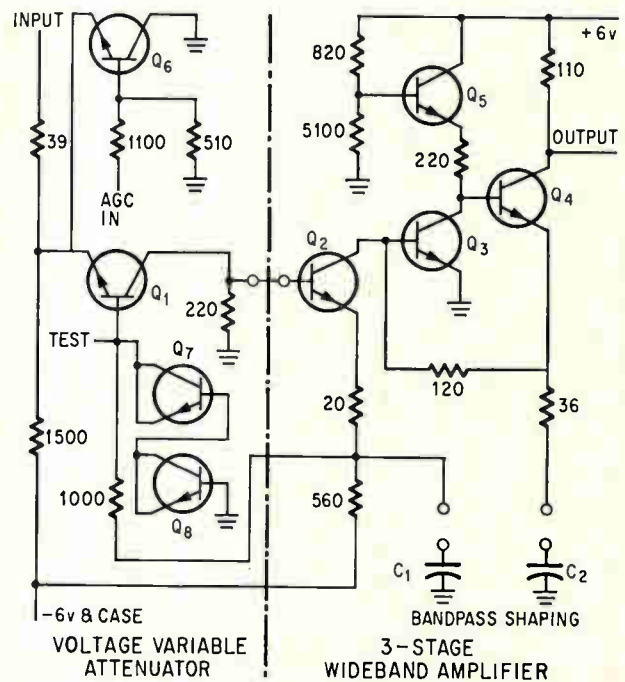 INPUT
Q6
39
1100
510
AGC
IN
Q1
220
TEST
Q7
1500
1000
Q8
-6v & CASE
VOLTAGE VARIABLE
ATTENUATOR
+6v
820
110
Q5
5100
OUTPUT
220
Q4
Q2
Q3
120
20
36
560
C1
C2
BANDPASS SHAPING
3-STAGE
WIDEBAND AMPLIFIER